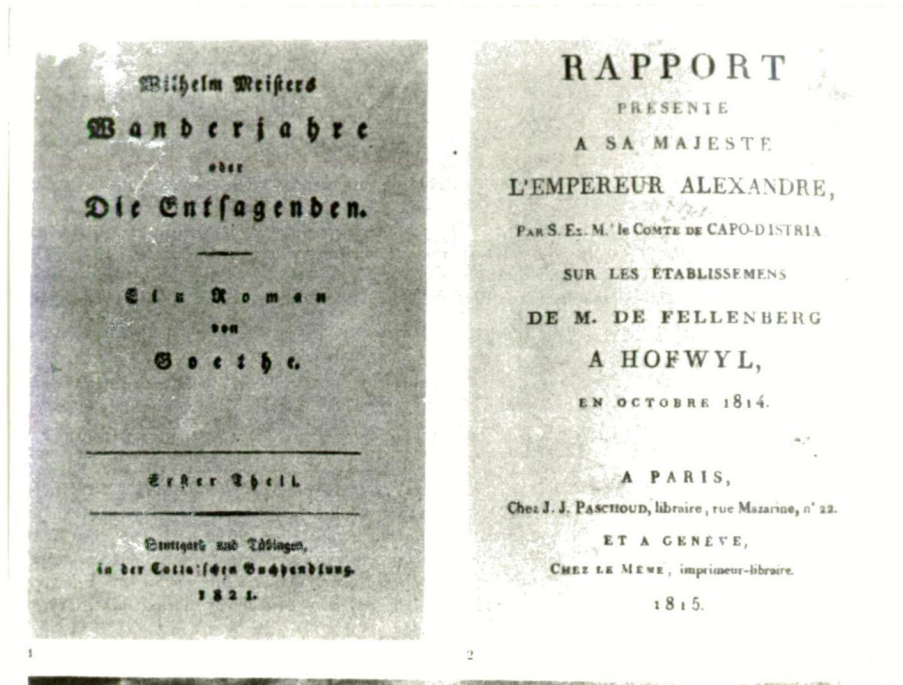 Wilhelm Meisters
Wanderjahre
oder
Die Entsagenden.
Ein Roman
von
Goethe.
Erster Theil.
Stuttgart und Tübingen,
in der Cotta'schen Buchhandlung.
1821.
1
RAPPORT
PRÉSENTÉ
A SA MAJESTÉ
L'EMPEREUR ALEXANDRE,
PAR S. Ex. M.r le COMTE DE CAPO-D'ISTRIA
SUR LES ÉTABLISSEMENS
DE M. DE FELLENBERG
A HOFWYL,
EN OCTOBRE 1814.
A PARIS,
Chez J. J. PASCHOUD, libraire, rue Mazarine, n° 22.
ET A GENÈVE,
CHEZ LE MÊME, imprimeur-libraire.
1815.
2